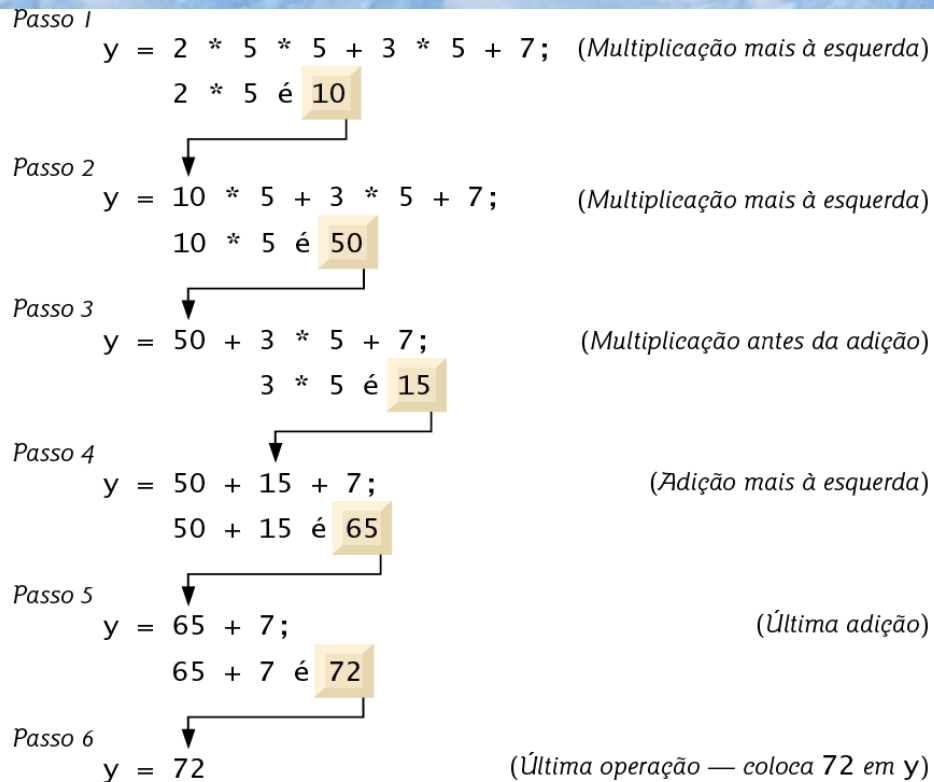 Passo 1
y = 2 * 5 * 5 + 3 * 5 + 7; (Multiplicação mais à esquerda)
2 * 5 é 10
Passo 2
y = 10 * 5 + 3 * 5 + 7; (Multiplicação mais à esquerda)
10 * 5 é 50
Passo 3
y = 50 + 3 * 5 + 7; (Multiplicação antes da adição)
3 * 5 é 15
Passo 4
y = 50 + 15 + 7; (Adição mais à esquerda)
50 + 15 é 65
Passo 5
y = 65 + 7; (Última adição)
65 + 7 é 72
Passo 6
y = 72 (Última operação — coloca 72 em y)